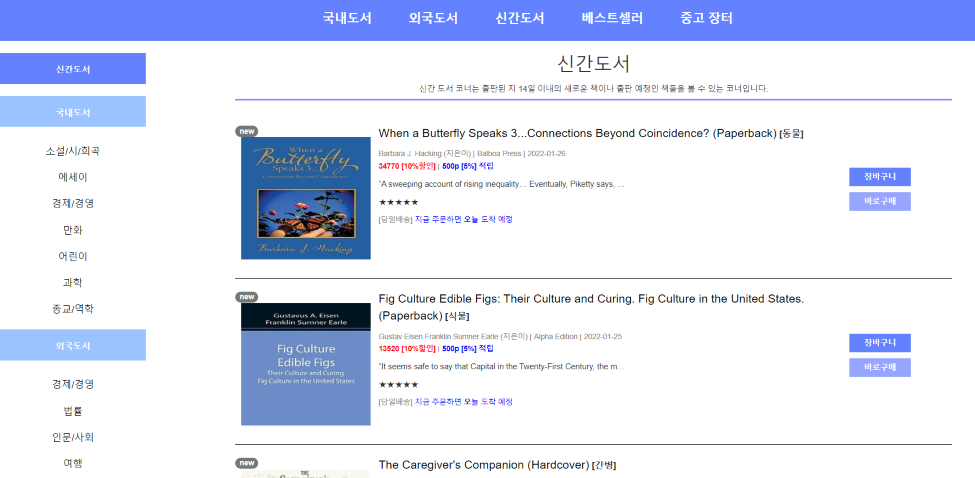 국내도서 외국도서 신간도서 베스트셀러 중고 장터
신간도서
국내도서
소설/시/희곡
에세이
경제/경영
만화
어린이
과학
종교/역학
외국도서
경제/경영
법률
인문/사회
여행
신간도서
신간 도서 코너는 출판된 지 14일 이내의 새로운 책이나 출판 예정인 책들을 볼 수 있는 코너입니다.
new
When a
Butterfly
Speaks 3...
Connections Beyond Coincidence?
Barbara J. Hacking
When a Butterfly Speaks 3...Connections Beyond Coincidence? (Paperback) [동물]
Barbara J. Hacking (지은이) | Balboa Press | 2022-01-26
34770 [10%할인] | 500p [5%] 적립
“A sweeping account of rising inequality… Eventually, Piketty says, …
★★★★★
[당일배송] 지금 주문하면 오늘 도착 예정
장바구니
바로구매
new
Gustavus A. Eisen
Franklin Sumner Earle
Fig Culture
Edible Figs
Their Culture and Curing.
Fig Culture in the United States
Fig Culture Edible Figs: Their Culture and Curing. Fig Culture in the United States.
(Paperback) [식물]
Gustav Eisen Franklin Sumner Earle (지은이) | Alpha Edition | 2022-01-25
13520 [10%할인] | 500p [5%] 적립
“It seems safe to say that Capital in the Twenty-First Century, the m…
★★★★★
[당일배송] 지금 주문하면 오늘 도착 예정
장바구니
바로구매
new
THE
The Caregiver's Companion (Hardcover) [간병]